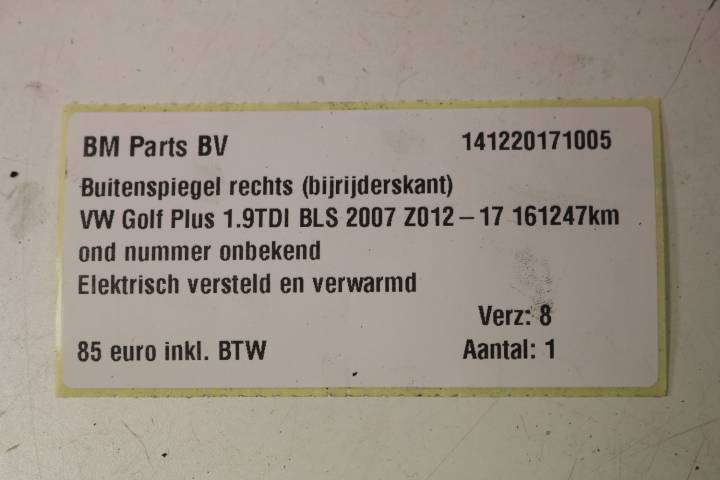 BM Parts BV 141220171005
Buitenspiegel rechts (bijrijderskant)
VW Golf Plus 1.9TDI BLS 2007 Z012 – 17 161247km
ond nummer onbekend
Elektrisch versteld en verwarmd
Verz: 8
85 euro inkl. BTW Aantal: 1